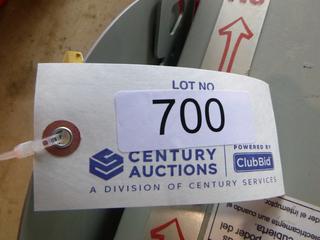 LOT NO
700
CENTURY
AUCTIONS
POWERED BY
ClubBid
A DIVISION OF CENTURY SERVICES